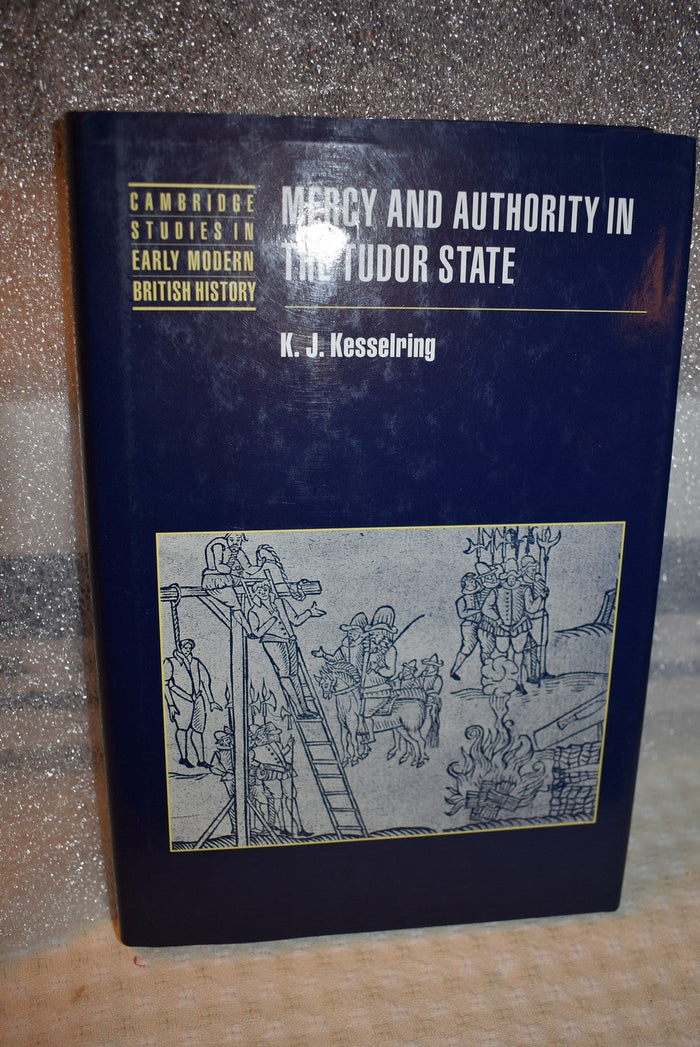 CAMBRIDGE
STUDIES IN
EARLY MODERN
BRITISH HISTORY
MERCY AND AUTHORITY IN
THE TUDOR STATE
K. J. Kesselring